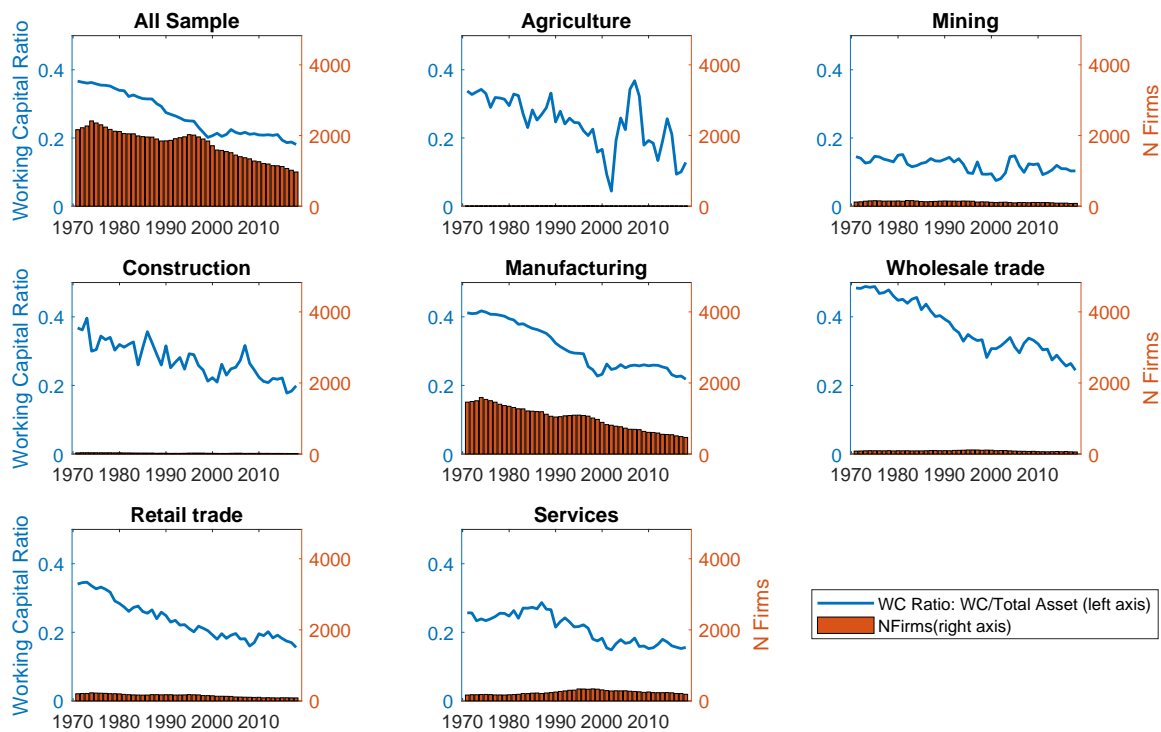 All Sample
Agriculture
Mining
Working Capital Ratio
0.4
0.2
0
4000
2000
0
1970 1980 1990 2000 2010
0.4
0.2
0
4000
2000
0
1970 1980 1990 2000 2010
0.4
0.2
0
4000
2000
0
N Firms
1970 1980 1990 2000 2010
Construction
Manufacturing
Wholesale trade
Working Capital Ratio
0.4
0.2
0
4000
2000
0
1970 1980 1990 2000 2010
0.4
0.2
0
4000
2000
0
1970 1980 1990 2000 2010
0.4
0.2
0
4000
2000
0
N Firms
1970 1980 1990 2000 2010
Retail trade
Services
Working Capital Ratio
0.4
0.2
0
4000
2000
0
1970 1980 1990 2000 2010
0.4
0.2
0
4000
2000
0
N Firms
1970 1980 1990 2000 2010
WC Ratio: WC/Total Asset (left axis)
NFirms(right axis)